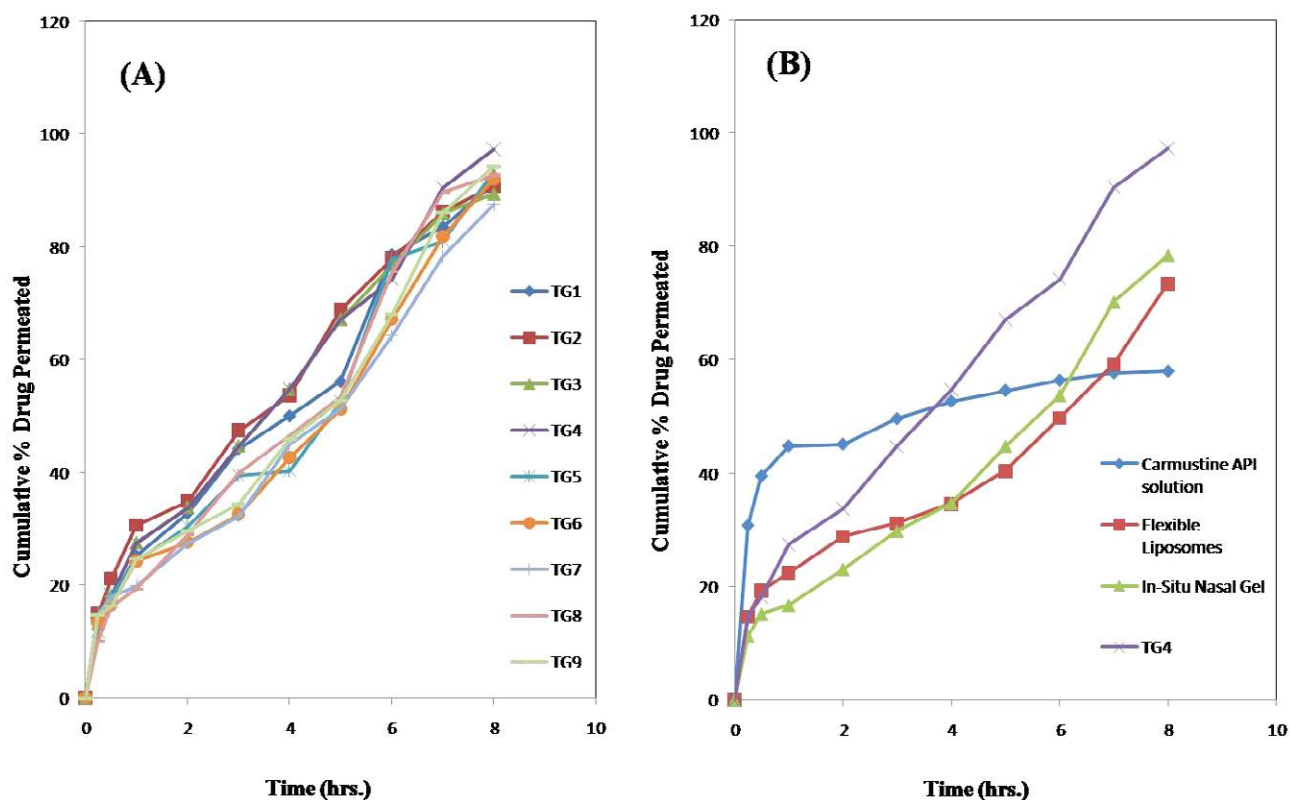 (A)
120
100
80
60
40
20
0
0 2 4 6 8 10
Cumulative % Drug Permeated
Time (hrs.)
TG1
TG2
TG3
TG4
TG5
TG6
TG7
TG8
TG9
(B)
120
100
80
60
40
20
0
0 2 4 6 8 10
Cumulative % Drug Permeated
Time (hrs.)
Carmustine API
solution
Flexible
Liposomes
In-Situ Nasal Gel
TG4